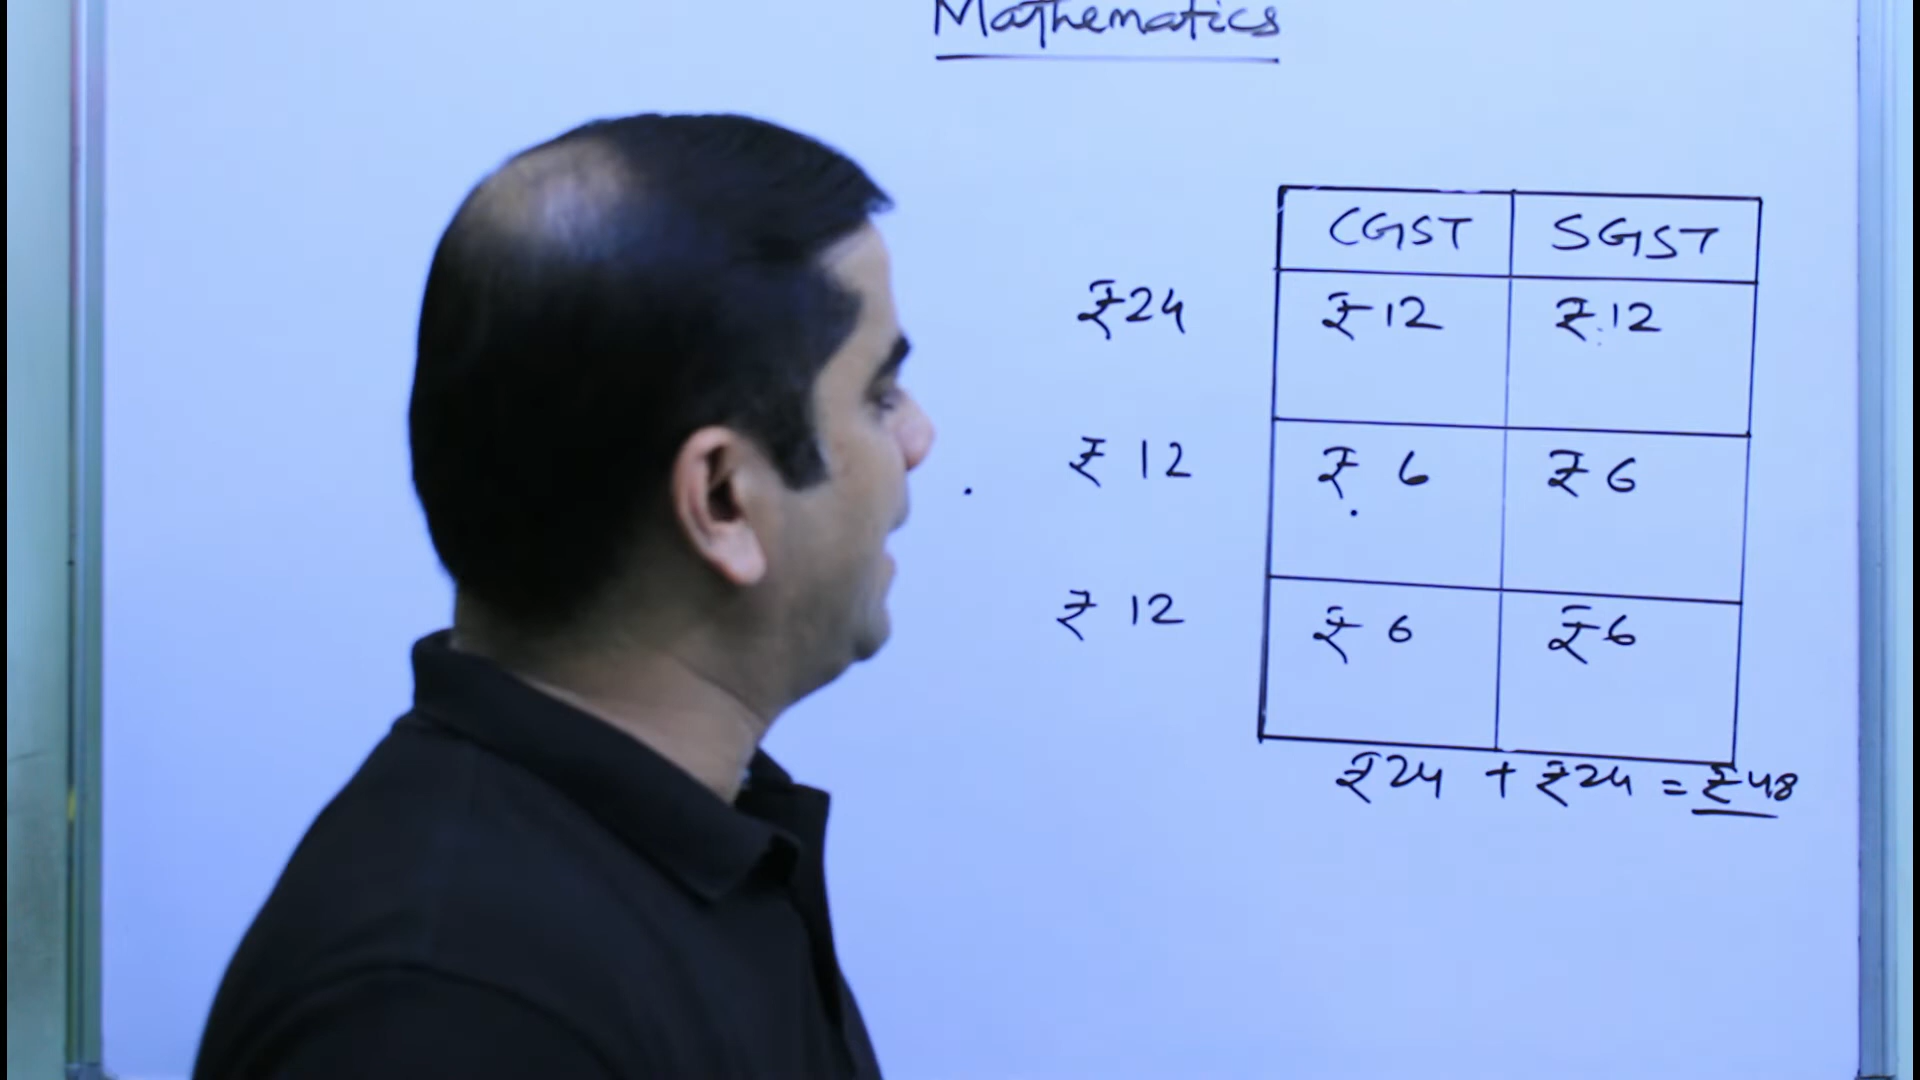 Mathematics
CGST SGST
₹24 ₹12 ₹12
₹ 12 ₹ 6 ₹6
₹ 12 ₹ 6 ₹6
₹24 + ₹24 = ₹48